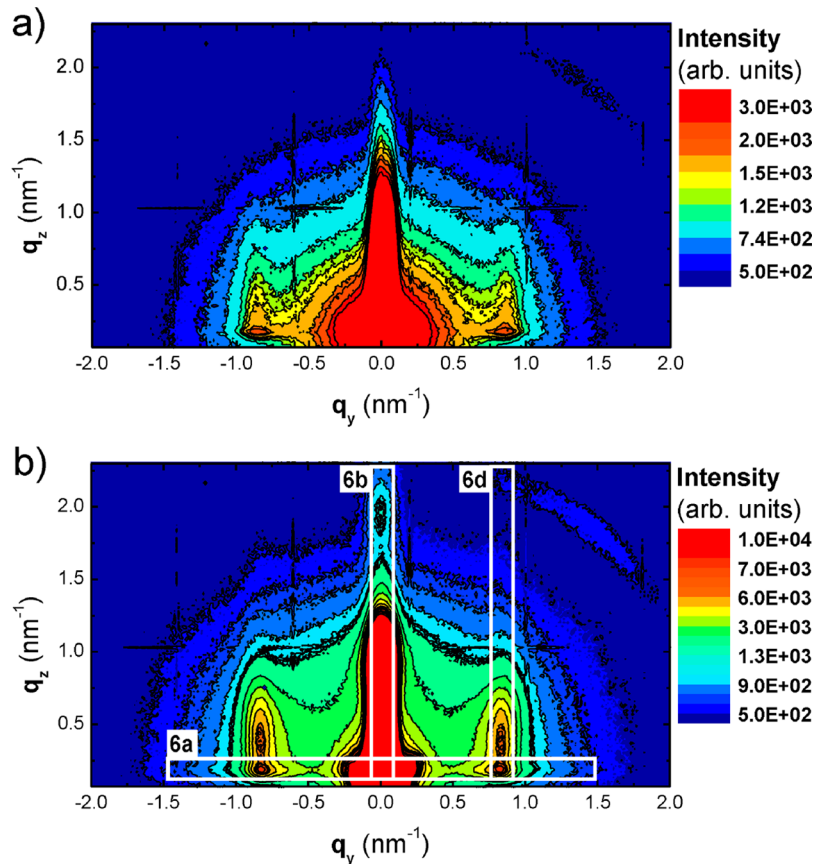 a)
Intensity
(arb. units)
3.0E+03
2.0E+03
1.5E+03
1.2E+03
7.4E+02
5.0E+02
2.0
1.5
1.0
0.5
qz (nm-1)
-2.0 -1.5 -1.0 -0.5 0.0 0.5 1.0 1.5 2.0
qy (nm-1)
b)
6b
6d
6a
Intensity
(arb. units)
1.0E+04
7.0E+03
6.0E+03
3.0E+03
1.3E+03
9.0E+02
5.0E+02
2.0
1.5
1.0
0.5
qz (nm-1)
-2.0 -1.5 -1.0 -0.5 0.0 0.5 1.0 1.5 2.0
qy (nm-1)